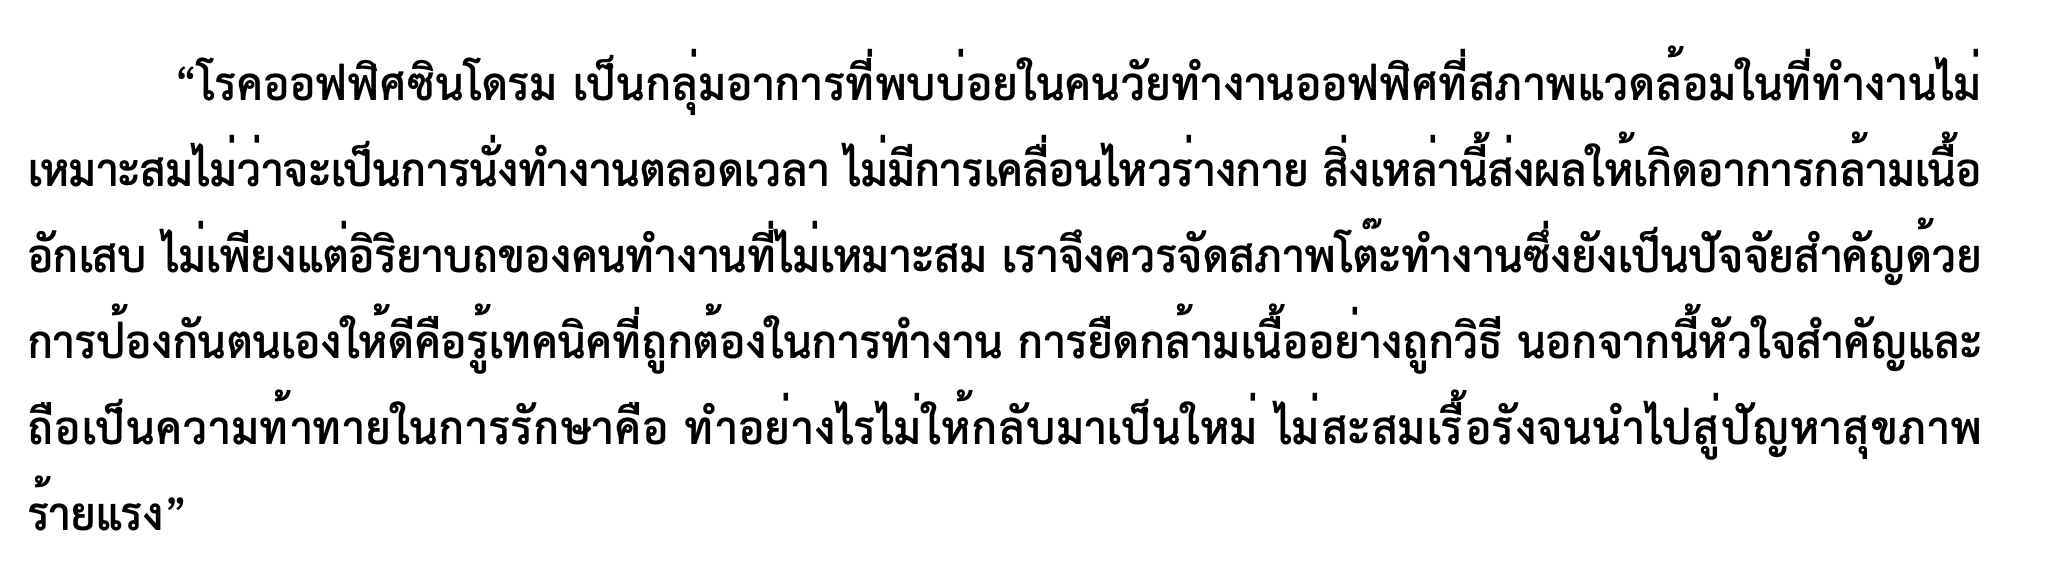 “โรคออฟฟิศซินโดรม เป็นกลุ่มอาการที่พบบ่อยในคนวัยทำงานออฟฟิศที่สภาพแวดล้อมในที่ทำงานไม่
เหมาะสมไม่ว่าจะเป็นการนั่งทำงานตลอดเวลา ไม่มีการเคลื่อนไหวร่างกาย สิ่งเหล่านี้ส่งผลให้เกิดอาการกล้ามเนื้อ
อักเสบ ไม่เพียงแต่อิริยาบถของคนทำงานที่ไม่เหมาะสม เราจึงควรจัดสภาพโต๊ะทำงานซึ่งยังเป็นปัจจัยสำคัญด้วย
การป้องกันตนเองให้ดีคือรู้เทคนิคที่ถูกต้องในการทำงาน การยืดกล้ามเนื้ออย่างถูกวิธี นอกจากนี้หัวใจสำคัญและ
ถือเป็นความท้าทายในการรักษาคือ ทำอย่างไรไม่ให้กลับมาเป็นใหม่ ไม่สะสมเรื้อรังจนนำไปสู่ปัญหาสุขภาพ
ร้ายแรง”